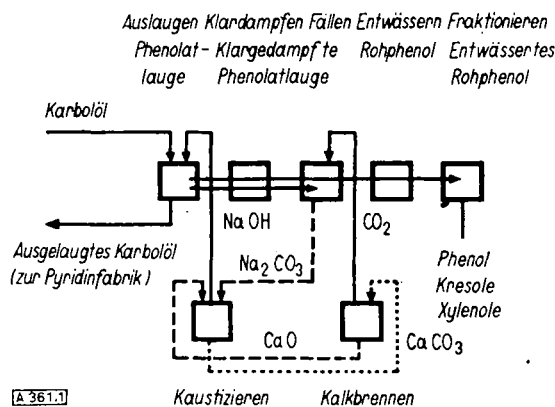 Auslaugen Klardampfen Fällen Entwässern Fraktionieren
Phenolat- Klargedampfte Rohphenol Entwässertes
lauge Phenolatlauge Rohphenol
Karbolöl
NaOH CO₂
Ausgelaugtes Karbolöl
(zur Pyridinfabrik)
Na₂CO₃
Phenol
Kresole
Xylenole
CaO CaCO₃
A 361.1
Kaustizieren Kalkbrennen